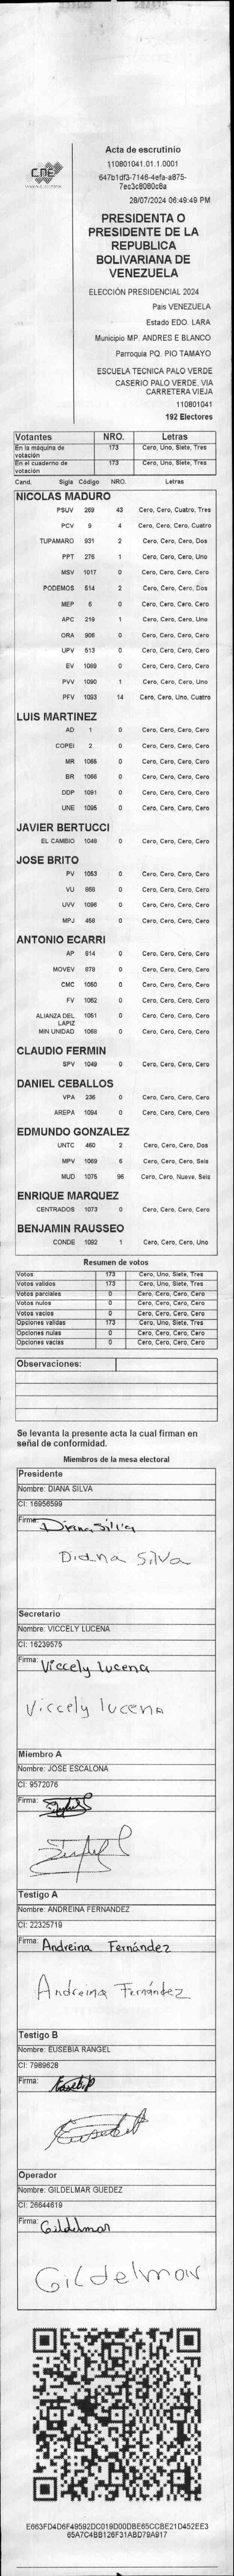 CNE
Acta de escrutinio
110801041.01.1.0001
647b1df3-7146-4efa-a875-
7ec3c8080c8a
28/07/2024 06:49:49 PM
PRESIDENTA O
PRESIDENTE DE LA
REPUBLICA
BOLIVARIANA DE
VENEZUELA
ELECCIÓN PRESIDENCIAL 2024
Pais VENEZUELA
Estado EDO. LARA
Municipio MP. ANDRES E BLANCO
Parroquia PQ. PIO TAMAYO
ESCUELA TECNICA PALO VERDE
CASERIO PALO VERDE, VIA
CARRETERA VIEJA
110801041
192 Electores
Votantes NRO. Letras
En la máquina de votación 173 Cero, Uno, Siete, Tres
En el cuaderno de votación 173 Cero, Uno, Siete, Tres
Cand. Sigla Código NRO. Letras
NICOLAS MADURO
PSUV 269 43 Cero, Cero, Cuatro, Tres
PCV 9 4 Cero, Cero, Cero, Cuatro
TUPAMARO 931 2 Cero, Cero, Cero, Dos
PPT 276 1 Cero, Cero, Cero, Uno
MSV 1017 0 Cero, Cero, Cero, Cero
PODEMOS 514 2 Cero, Cero, Cero, Dos
MEP 6 0 Cero, Cero, Cero, Cero
APC 219 1 Cero, Cero, Cero, Uno
ORA 906 0 Cero, Cero, Cero, Cero
UPV 513 0 Cero, Cero, Cero, Cero
EV 1089 0 Cero, Cero, Cero, Cero
PVV 1090 1 Cero, Cero, Cero, Uno
PFV 1093 14 Cero, Cero, Uno, Cuatro
LUIS MARTINEZ
AD 1 0 Cero, Cero, Cero, Cero
COPEI 2 0 Cero, Cero, Cero, Cero
MR 1065 0 Cero, Cero, Cero, Cero
BR 1066 0 Cero, Cero, Cero, Cero
DDP 1091 0 Cero, Cero, Cero, Cero
UNE 1095 0 Cero, Cero, Cero, Cero
JAVIER BERTUCCI
EL CAMBIO 1048 0 Cero, Cero, Cero, Cero
JOSE BRITO
PV 1053 0 Cero, Cero, Cero, Cero
VU 868 0 Cero, Cero, Cero, Cero
UVV 1096 0 Cero, Cero, Cero, Cero
MPJ 458 0 Cero, Cero, Cero, Cero
ANTONIO ECARRI
AP 814 0 Cero, Cero, Cero, Cero
MOVEV 879 0 Cero, Cero, Cero, Cero
CMC 1050 0 Cero, Cero, Cero, Cero
FV 1062 0 Cero, Cero, Cero, Cero
ALIANZA DEL LAPIZ 1051 0 Cero, Cero, Cero, Cero
MIN UNIDAD 1068 0 Cero, Cero, Cero, Cero
CLAUDIO FERMIN
SPV 1049 0 Cero, Cero, Cero, Cero
DANIEL CEBALLOS
VPA 236 0 Cero, Cero, Cero, Cero
AREPA 1094 0 Cero, Cero, Cero, Cero
EDMUNDO GONZALEZ
UNTC 460 2 Cero, Cero, Cero, Dos
MPV 1069 6 Cero, Cero, Cero, Seis
MUD 1075 96 Cero, Cero, Nueve, Seis
ENRIQUE MARQUEZ
CENTRADOS 1073 0 Cero, Cero, Cero, Cero
BENJAMIN RAUSSEO
CONDE 1092 1 Cero, Cero, Cero, Uno
Resumen de votos
Votos 173 Cero, Uno, Siete, Tres
Votos validos 173 Cero, Uno, Siete, Tres
Votos parciales 0 Cero, Cero, Cero, Cero
Votos nulos 0 Cero, Cero, Cero, Cero
Votos vacios 0 Cero, Cero, Cero, Cero
Opciones validas 173 Cero, Uno, Siete, Tres
Opciones nulas 0 Cero, Cero, Cero, Cero
Opciones vacias 0 Cero, Cero, Cero, Cero
Observaciones:
Se levanta la presente acta la cual firman en
señal de conformidad.
Miembros de la mesa electoral
Presidente
Nombre: DIANA SILVA
CI: 16956599
Firma: Diana Silva
Diana Silva
Secretario
Nombre: VICCELY LUCENA
CI: 16239575
Firma: Viccely lucena
Viccely lucena
Miembro A
Nombre: JOSE ESCALONA
CI: 9572076
Firma:
Testigo A
Nombre: ANDREINA FERNANDEZ
CI: 22325719
Firma: Andreina Fernández
Andreina Fernández
Testigo B
Nombre: EUSEBIA RANGEL
CI: 7989628
Firma:
Operador
Nombre: GILDELMAR GUEDEZ
CI: 26644619
Firma: Gildelmar
Gildelmar
E663FD4D6F49592DC019D00DBE65CCBE21D452EE3
65A7C4BB126F31ABD79A917